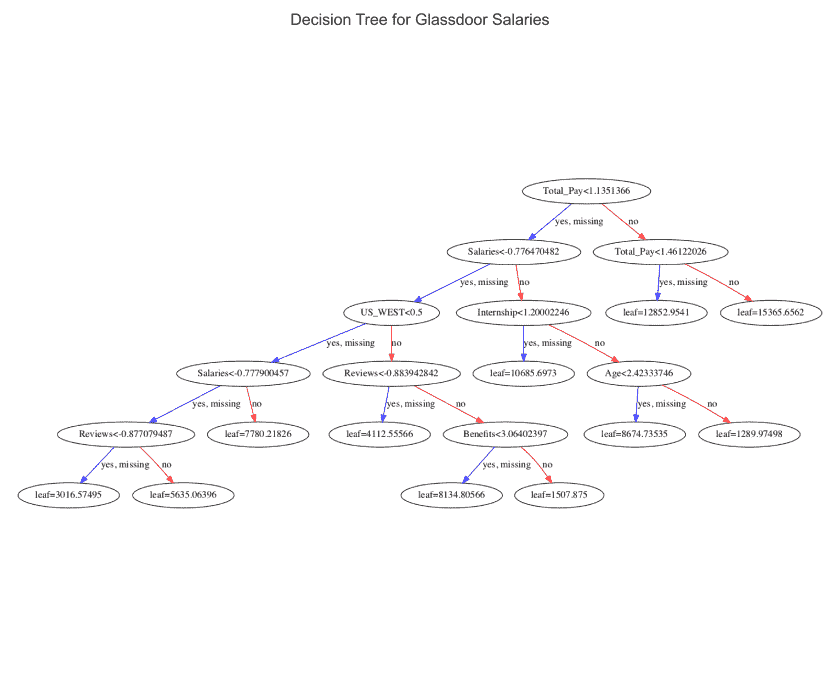 Decision Tree for Glassdoor Salaries
Total_Pay<1.1351366
yes, missing
no
Salaries<-0.776470482
Total_Pay<1.46122026
yes, missing
no
yes, missing
no
US_WEST<0.5
Internship<1.20002246
leaf=12852.9541
leaf=15365.6562
yes, missing
no
yes, missing
no
Salaries<-0.777900457
Reviews<-0.883942842
leaf=10685.6973
Age<2.42333746
yes, missing
no
yes, missing
no
yes, missing
no
Reviews<-0.877079487
leaf=7780.21826
leaf=4112.55566
Benefits<3.06402397
leaf=8674.73535
leaf=1289.97498
yes, missing
no
yes, missing
no
leaf=3016.57495
leaf=5635.06396
leaf=8134.80566
leaf=1507.875